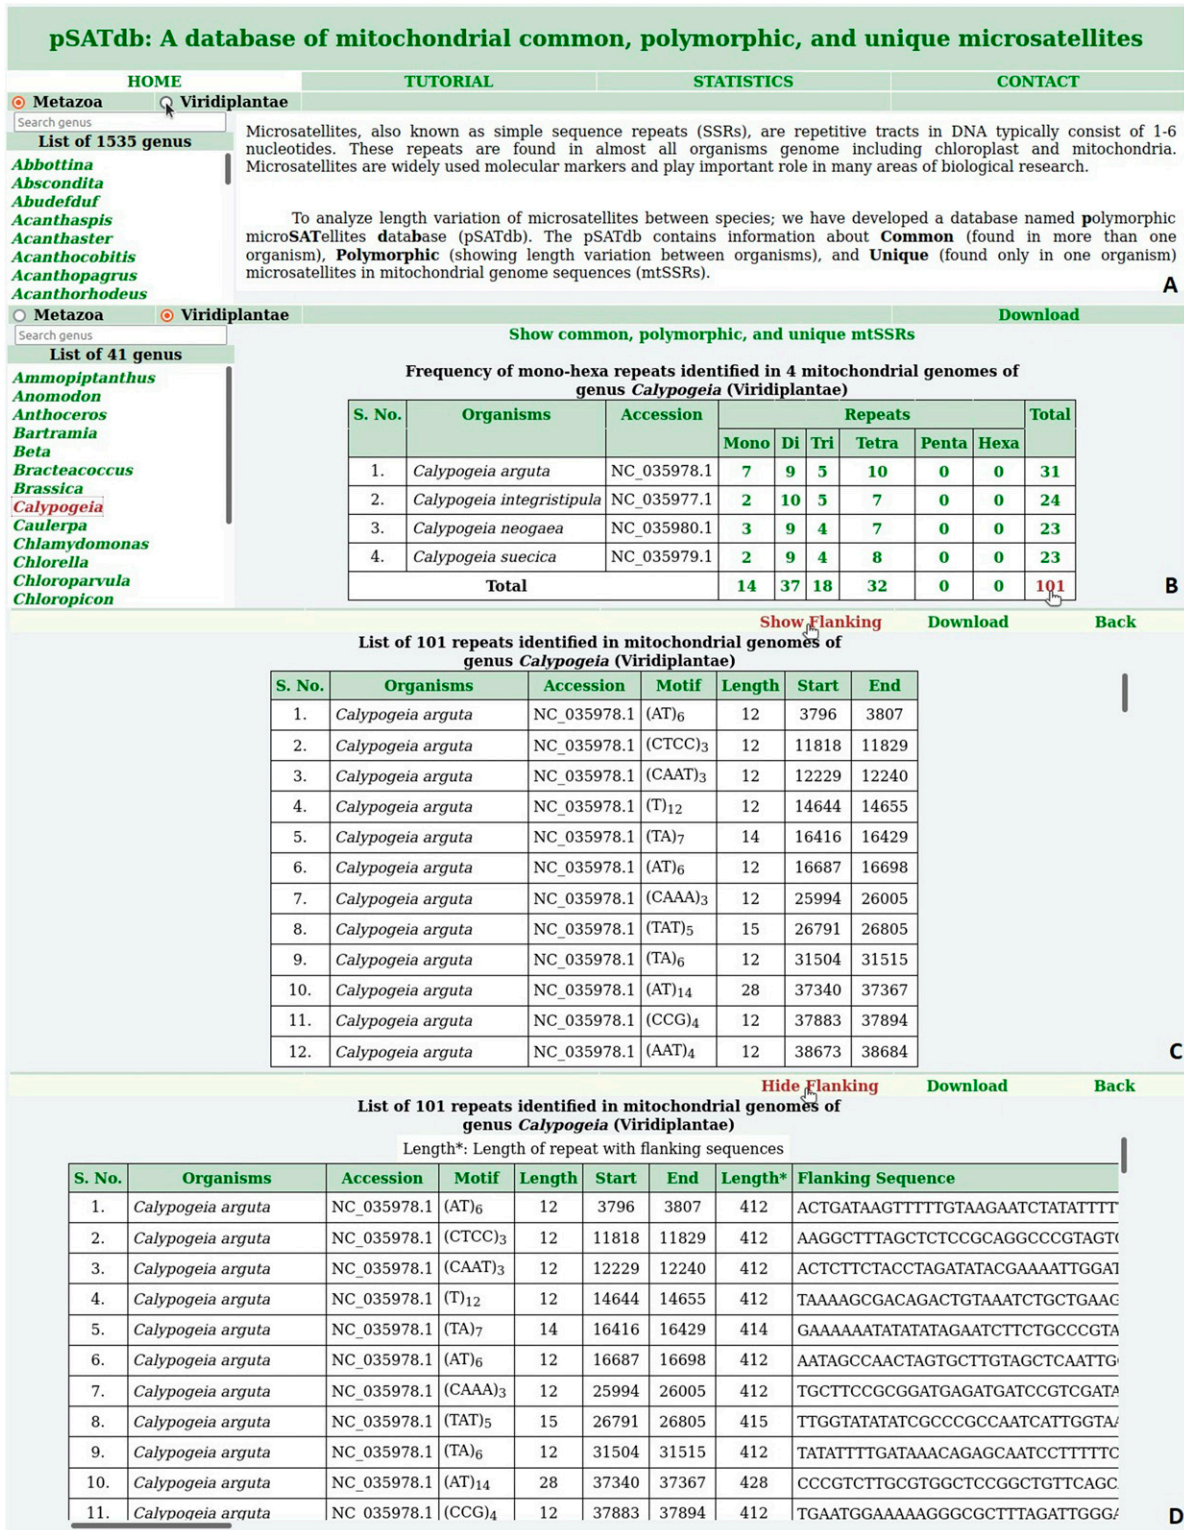 pSATdb: A database of mitochondrial common, polymorphic, and unique microsatellites
HOME TUTORIAL STATISTICS CONTACT
Metazoa Viridiplantae
Search genus
List of 1535 genus
Abbottina
Abscondita
Abudefduf
Acanthaspis
Acanthaster
Acanthocobitis
Acanthopagrus
Acanthorhodeus
Microsatellites, also known as simple sequence repeats (SSRs), are repetitive tracts in DNA typically consist of 1-6
nucleotides. These repeats are found in almost all organisms genome including chloroplast and mitochondria.
Microsatellites are widely used molecular markers and play important role in many areas of biological research.
To analyze length variation of microsatellites between species; we have developed a database named polymorphic
microSATellites database (pSATdb). The pSATdb contains information about Common (found in more than one
organism), Polymorphic (showing length variation between organisms), and Unique (found only in one organism)
microsatellites in mitochondrial genome sequences (mtSSRs).
A
Metazoa Viridiplantae Download
Search genus
List of 41 genus
Ammopiptanthus
Anomodon
Anthoceros
Bartramia
Beta
Bracteacoccus
Brassica
Calypogeia
Caulerpa
Chlamydomonas
Chlorella
Chloroparvula
Chloropicon
Show common, polymorphic, and unique mtSSRs
Frequency of mono-hexa repeats identified in 4 mitochondrial genomes of
genus Calypogeia (Viridiplantae)
S. No. Organisms Accession Repeats Total
Mono Di Tri Tetra Penta Hexa
1. Calypogeia arguta NC_035978.1 7 9 5 10 0 0 31
2. Calypogeia integristipula NC_035977.1 2 10 5 7 0 0 24
3. Calypogeia neogaea NC_035980.1 3 9 4 7 0 0 23
4. Calypogeia suecica NC_035979.1 2 9 4 8 0 0 23
Total 14 37 18 32 0 0 101
B
Show Flanking Download Back
List of 101 repeats identified in mitochondrial genomes of
genus Calypogeia (Viridiplantae)
S. No. Organisms Accession Motif Length Start End
1. Calypogeia arguta NC_035978.1 (AT)6 12 3796 3807
2. Calypogeia arguta NC_035978.1 (CTCC)3 12 11818 11829
3. Calypogeia arguta NC_035978.1 (CAAT)3 12 12229 12240
4. Calypogeia arguta NC_035978.1 (T)12 12 14644 14655
5. Calypogeia arguta NC_035978.1 (TA)7 14 16416 16429
6. Calypogeia arguta NC_035978.1 (AT)6 12 16687 16698
7. Calypogeia arguta NC_035978.1 (CAAA)3 12 25994 26005
8. Calypogeia arguta NC_035978.1 (TAT)5 15 26791 26805
9. Calypogeia arguta NC_035978.1 (TA)6 12 31504 31515
10. Calypogeia arguta NC_035978.1 (AT)14 28 37340 37367
11. Calypogeia arguta NC_035978.1 (CCG)4 12 37883 37894
12. Calypogeia arguta NC_035978.1 (AAT)4 12 38673 38684
C
Hide Flanking Download Back
List of 101 repeats identified in mitochondrial genomes of
genus Calypogeia (Viridiplantae)
Length*: Length of repeat with flanking sequences
S. No. Organisms Accession Motif Length Start End Length* Flanking Sequence
1. Calypogeia arguta NC_035978.1 (AT)6 12 3796 3807 412 ACTGATAAGTTTTTGTAAGAATCTATATTTT
2. Calypogeia arguta NC_035978.1 (CTCC)3 12 11818 11829 412 AAGGCTTTAGCTCTCCGCAGGCCCGTAGTC
3. Calypogeia arguta NC_035978.1 (CAAT)3 12 12229 12240 412 ACTCTTCTACCTAGATATACGAAAATTGGAT
4. Calypogeia arguta NC_035978.1 (T)12 12 14644 14655 412 TAAAAGCGACAGACTGTAAATCTGCTGAAG
5. Calypogeia arguta NC_035978.1 (TA)7 14 16416 16429 414 GAAAAAATATATATAGAATCTTCTGCCCGTA
6. Calypogeia arguta NC_035978.1 (AT)6 12 16687 16698 412 AATAGCCAACTAGTGCTTGTAGCTCAATTG
7. Calypogeia arguta NC_035978.1 (CAAA)3 12 25994 26005 412 TGCTTCCGCGGATGAGATGATCCGTCGATA
8. Calypogeia arguta NC_035978.1 (TAT)5 15 26791 26805 415 TTGGTATATATCGCCCGCCAATCATTGGTAA
9. Calypogeia arguta NC_035978.1 (TA)6 12 31504 31515 412 TATATTTTGATAAACAGAGCAATCCTTTTTC
10. Calypogeia arguta NC_035978.1 (AT)14 28 37340 37367 428 CCCGTCTTGCGTGGCTCCGGCTGTTCAGC
11. Calypogeia arguta NC_035978.1 (CCG)4 12 37883 37894 412 TGAATGGAAAAAGGGCGCTTTAGATTGGGA
D